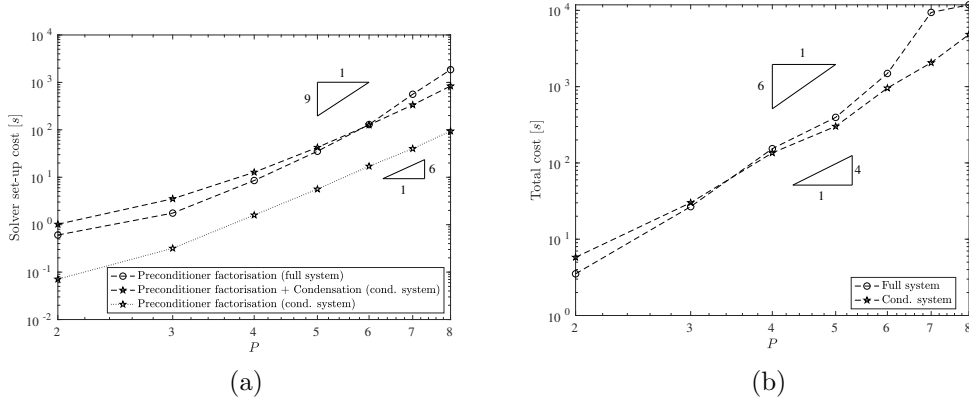 10^4
10^3
10^2
10^1
10^0
10^-1
10^-2
Solver set-up cost [s]
1
9
6
1
Preconditioner factorisation (full system)
Preconditioner factorisation + Condensation (cond. system)
Preconditioner factorisation (cond. system)
2 3 4 5 6 7 8
P
(a)
10^4
10^3
10^2
10^1
10^0
Total cost [s]
1
6
4
1
Full system
Cond. system
2 3 4 5 6 7 8
P
(b)